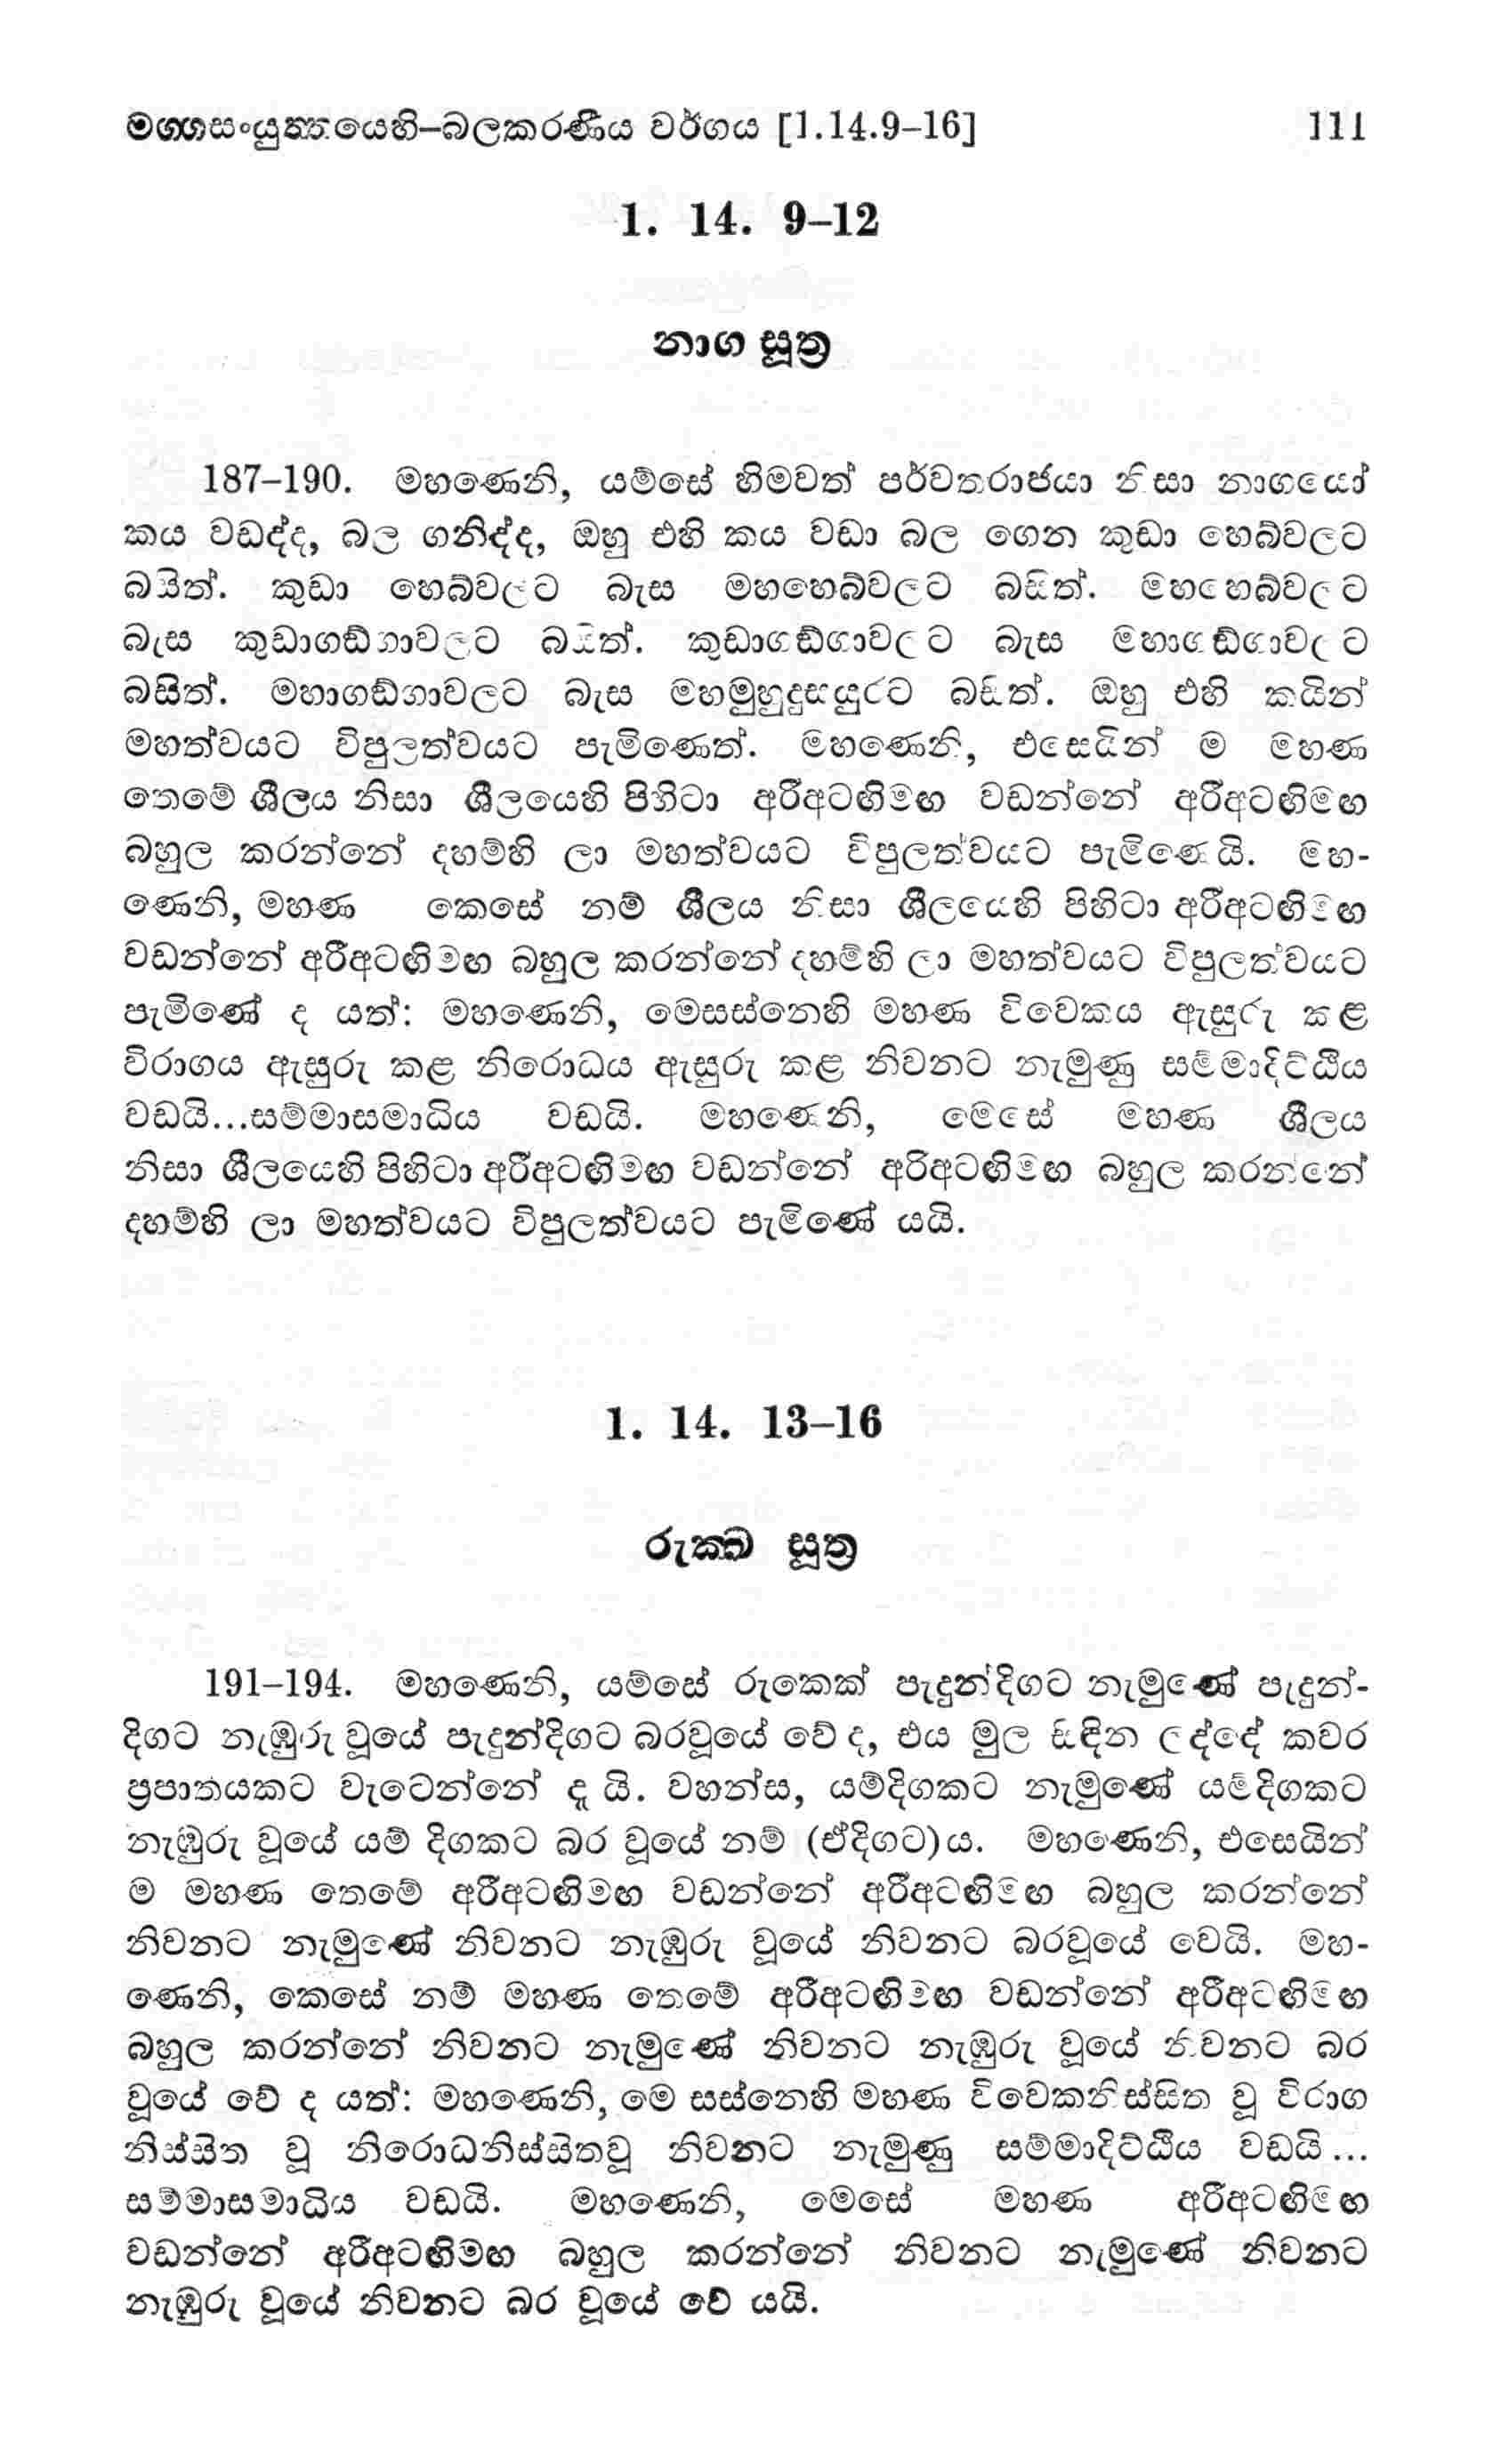 මග්ගසංයුත්තයෙහි–බලකරණීය වර්ගය [1.14.9–16] 111
1. 14. 9–12
නාග සූත්‍ර
187–190. මහණෙනි, යම්සේ හිමවත් පර්වතරාජයා නිසා නාගයෝ
කය වඩද්ද, බල ගනිද්ද, ඔහු එහි කය වඩා බල ගෙන කුඩා හෙබ්වලට
බසිත්. කුඩා හෙබ්වලට බැස මහහෙබ්වලට බසිත්. මහහෙබ්වලට
බැස කුඩාගඞ්ගාවලට බසිත්. කුඩාගඞ්ගාවලට බැස මහාගඞ්ගාවලට
බසිත්. මහාගඞ්ගාවලට බැස මහමුහුදුසයුරට බසිත්. ඔහු එහි කයින්
මහත්වයට විපුලත්වයට පැමිණෙත්. මහණෙනි, එසෙයින් ම මහණ
තෙමේ ශීලය නිසා ශීලයෙහි පිහිටා අරීඅටඟිමඟ වඩන්නේ අරීඅටඟිමඟ
බහුල කරන්නේ දහම්හි ලා මහත්වයට විපුලත්වයට පැමිණෙයි. මහ-
ණෙනි, මහණ කෙසේ නම් ශීලය නිසා ශීලයෙහි පිහිටා අරීඅටඟිමඟ
වඩන්නේ අරීඅටඟිමඟ බහුල කරන්නේ දහම්හි ලා මහත්වයට විපුලත්වයට
පැමිණේ ද යත්: මහණෙනි, මෙසස්නෙහි මහණ විවෙකය ඇසුරු කළ
විරාගය ඇසුරු කළ නිරොධය ඇසුරු කළ නිවනට නැමුණු සම්මාදිට්ඨිය
වඩයි...සම්මාසමාධිය වඩයි. මහණෙනි, මෙසේ මහණ ශීලය
නිසා ශීලයෙහි පිහිටා අරීඅටඟිමඟ වඩන්නේ අරීඅටඟිමඟ බහුල කරන්නේ
දහම්හි ලා මහත්වයට විපුලත්වයට පැමිණේ යයි.
1. 14. 13–16
රුක්ඛ සූත්‍ර
191–194. මහණෙනි, යම්සේ රුකෙක් පැදුන්දිගට නැමුණේ පැදුන්-
දිගට නැඹුරු වූයේ පැදුන්දිගට බරවූයේ වේ ද, එය මුල සිඳින ලද්දේ කවර
ප්‍රපාතයකට වැටෙන්නේ දැ යි. වහන්ස, යම්දිගකට නැමුණේ යම්දිගකට
නැඹුරු වූයේ යම් දිගකට බර වූයේ නම් (ඒදිගට)ය. මහණෙනි, එසෙයින්
ම මහණ තෙමේ අරීඅටඟිමඟ වඩන්නේ අරීඅටඟිමඟ බහුල කරන්නේ
නිවනට නැමුණේ නිවනට නැඹුරු වූයේ නිවනට බරවූයේ වෙයි. මහ-
ණෙනි, කෙසේ නම් මහණ තෙමේ අරීඅටඟිමඟ වඩන්නේ අරීඅටඟිමඟ
බහුල කරන්නේ නිවනට නැමුණේ නිවනට නැඹුරු වූයේ නිවනට බර
වූයේ වේ ද යත්: මහණෙනි, මෙ සස්නෙහි මහණ විවෙකනිස්සිත වූ විරාග
නිස්සිත වූ නිරොධනිස්සිතවූ නිවනට නැමුණු සම්මාදිට්ඨිය වඩයි...
සම්මාසමාධිය වඩයි. මහණෙනි, මෙසේ මහණ අරීඅටඟිමඟ
වඩන්නේ අරීඅටඟිමඟ බහුල කරන්නේ නිවනට නැමුණේ නිවනට
නැඹුරු වූයේ නිවනට බර වූයේ වේ යයි.